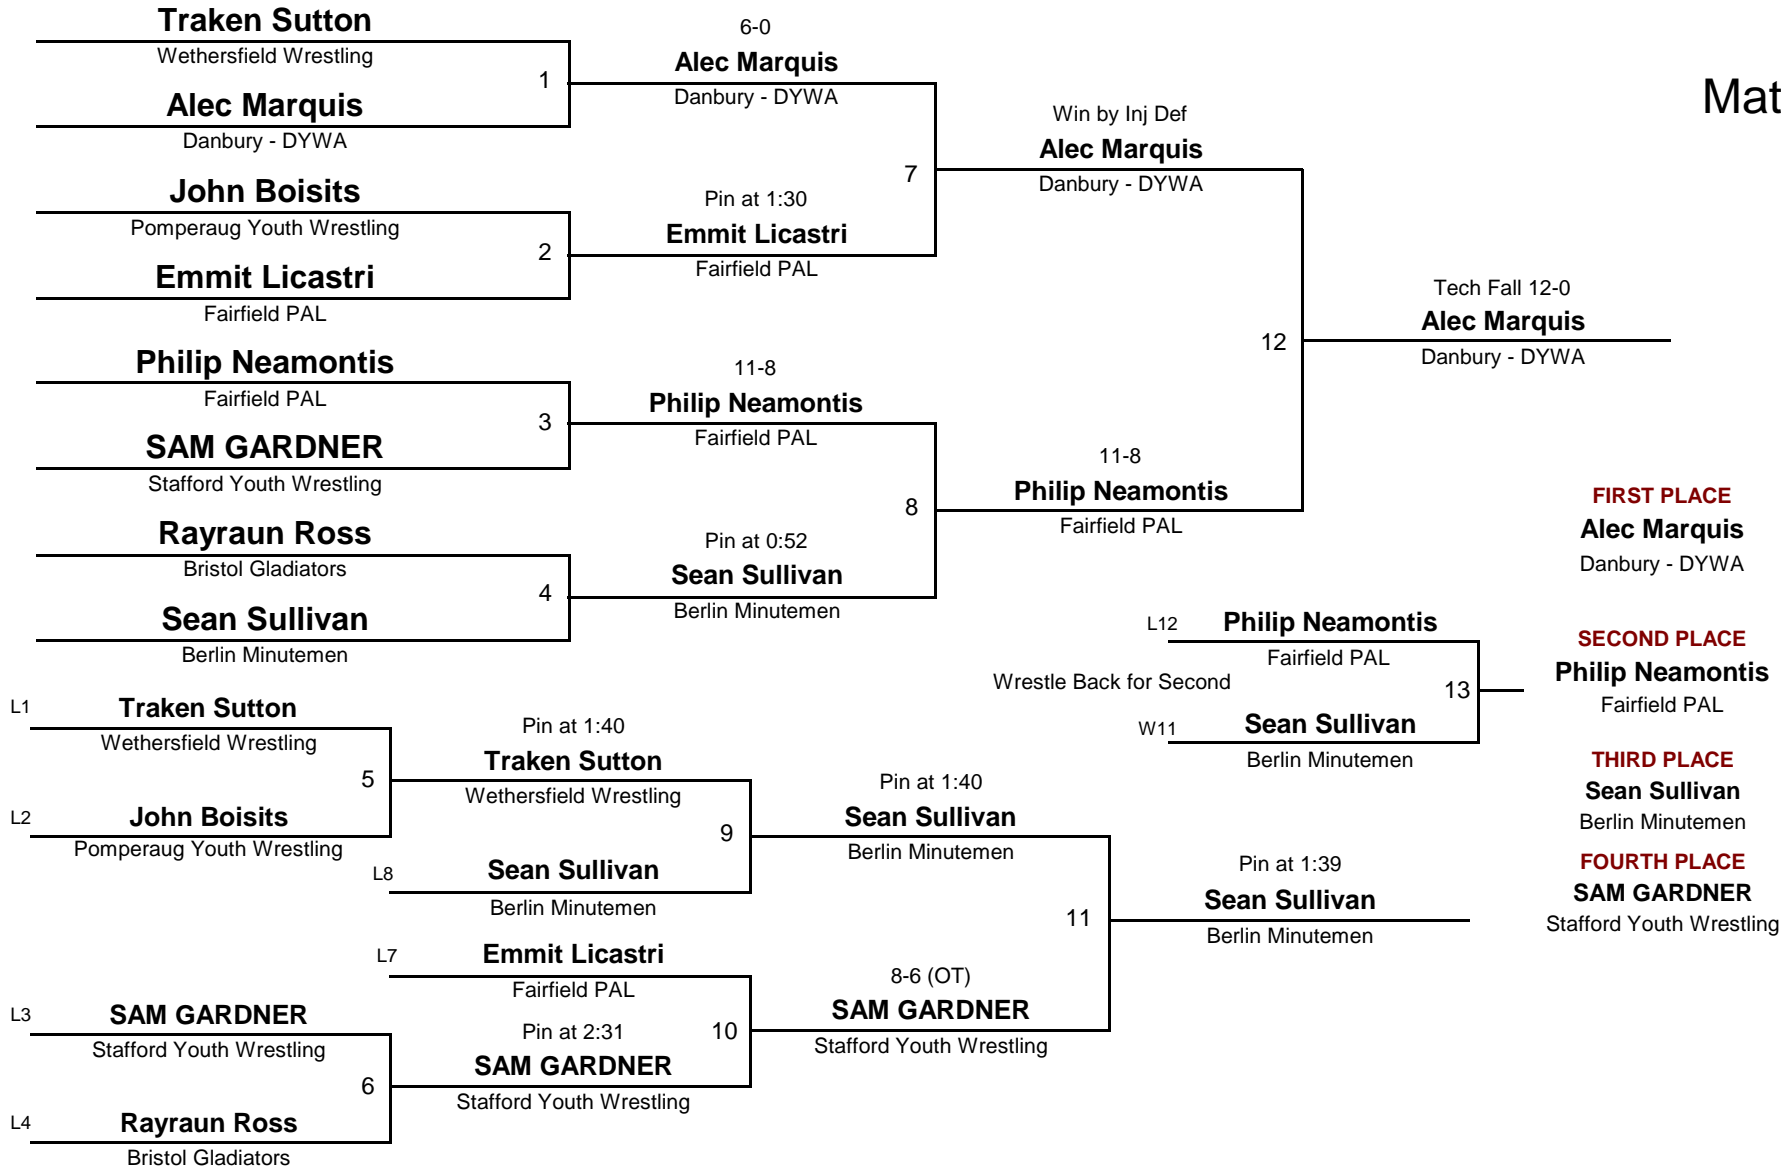 Traken Sutton
Wethersfield Wrestling
1
Alec Marquis
Danbury - DYWA
John Boisits
Pomperaug Youth Wrestling
2
Emmit Licastri
Fairfield PAL
Philip Neamontis
Fairfield PAL
3
SAM GARDNER
Stafford Youth Wrestling
Rayraun Ross
Bristol Gladiators
4
Sean Sullivan
Berlin Minutemen
6-0
Alec Marquis
Danbury - DYWA
7
Pin at 1:30
Emmit Licastri
Fairfield PAL
11-8
Philip Neamontis
Fairfield PAL
8
Pin at 0:52
Sean Sullivan
Berlin Minutemen
Win by Inj Def
Alec Marquis
Danbury - DYWA
12
11-8
Philip Neamontis
Fairfield PAL
Mat
Tech Fall 12-0
Alec Marquis
Danbury - DYWA
L12
Philip Neamontis
Fairfield PAL
Wrestle Back for Second
13
W11
Sean Sullivan
Berlin Minutemen
FIRST PLACE
Alec Marquis
Danbury - DYWA
SECOND PLACE
Philip Neamontis
Fairfield PAL
THIRD PLACE
Sean Sullivan
Berlin Minutemen
FOURTH PLACE
SAM GARDNER
Stafford Youth Wrestling
L1
Traken Sutton
Wethersfield Wrestling
5
L2
John Boisits
Pomperaug Youth Wrestling
L3
SAM GARDNER
Stafford Youth Wrestling
6
L4
Rayraun Ross
Bristol Gladiators
Pin at 1:40
Traken Sutton
Wethersfield Wrestling
9
L8
Sean Sullivan
Berlin Minutemen
L7
Emmit Licastri
Fairfield PAL
10
Pin at 2:31
SAM GARDNER
Stafford Youth Wrestling
Pin at 1:40
Sean Sullivan
Berlin Minutemen
11
8-6 (OT)
SAM GARDNER
Stafford Youth Wrestling
Pin at 1:39
Sean Sullivan
Berlin Minutemen